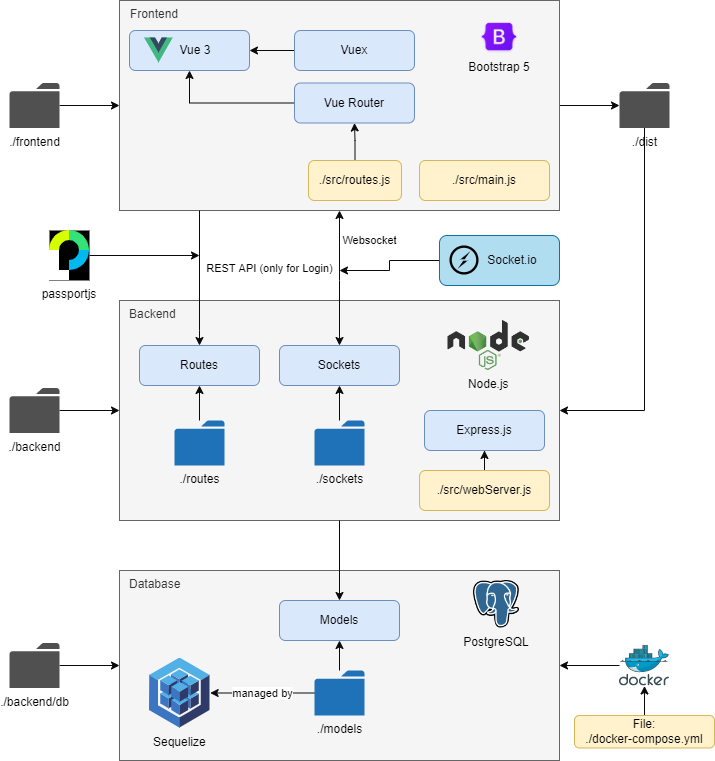 Frontend
Vue 3
Vuex
B
Bootstrap 5
Vue Router
./frontend
./dist
./src/routes.js
./src/main.js
Websocket
REST API (only for Login)
Socket.io
passportjs
Backend
node
JS
Node.js
Routes
Sockets
Express.js
./backend
./routes
./sockets
./src/webServer.js
Database
Models
PostgreSQL
docker
./backend/db
managed by
Sequelize
./models
File:
./docker-compose.yml